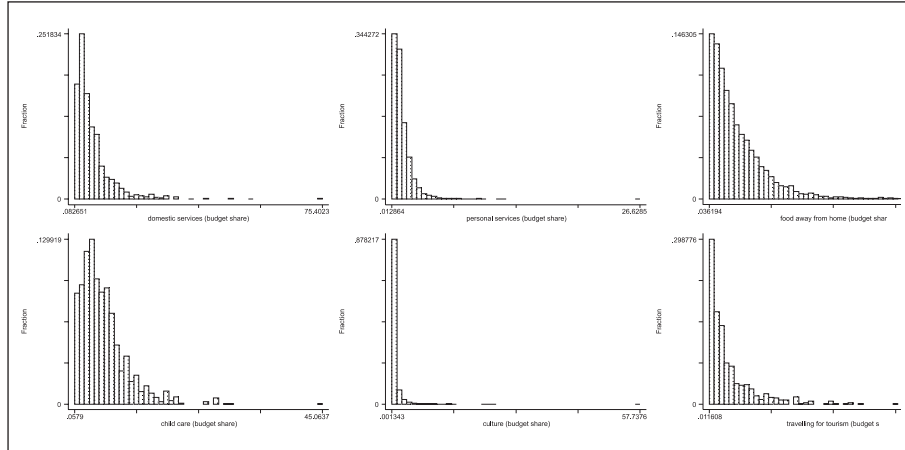 .251834
Fraction
0
.082651
75.4023
domestic services (budget share)
.344272
Fraction
0
.012864
26.6285
personal services (budget share)
.146305
Fraction
0
.036194
food away from home (budget shar
.129919
Fraction
0
.0579
45.0637
child care (budget share)
.878217
Fraction
0
.001343
57.7376
culture (budget share)
.298776
Fraction
0
.011608
travelling for tourism (budget s